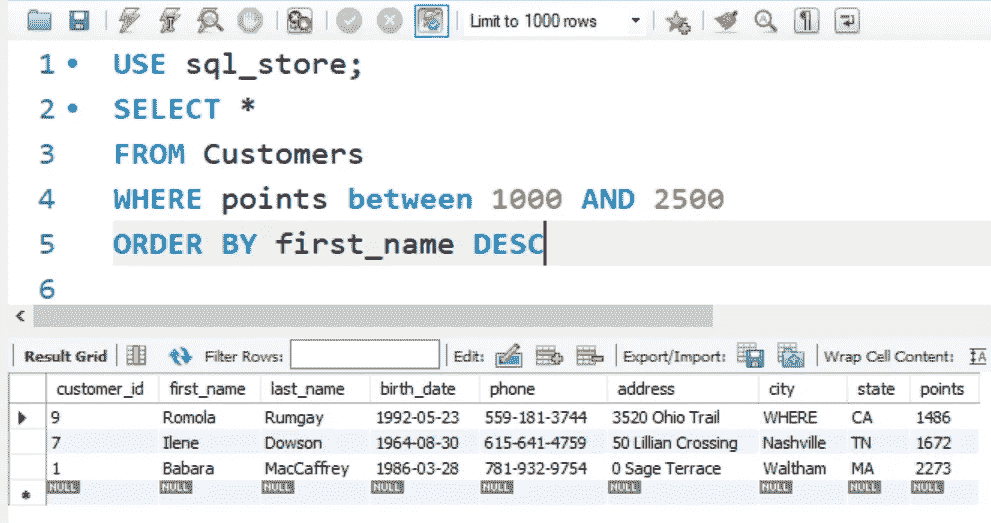 Limit to 1000 rows
1 USE sql_store;
2 SELECT *
3 FROM Customers
4 WHERE points between 1000 AND 2500
5 ORDER BY first_name DESC
6
Result Grid Filter Rows: Edit: Export/Import: Wrap Cell Content:
customer_id first_name last_name birth_date phone address city state points
9 Romola Rumgay 1992-05-23 559-181-3744 3520 Ohio Trail WHERE CA 1486
7 Ilene Dowson 1964-08-30 615-641-4759 50 Lillian Crossing Nashville TN 1672
1 Babara MacCaffrey 1986-03-28 781-932-9754 0 Sage Terrace Waltham MA 2273
NULL NULL NULL NULL NULL NULL NULL NULL NULL